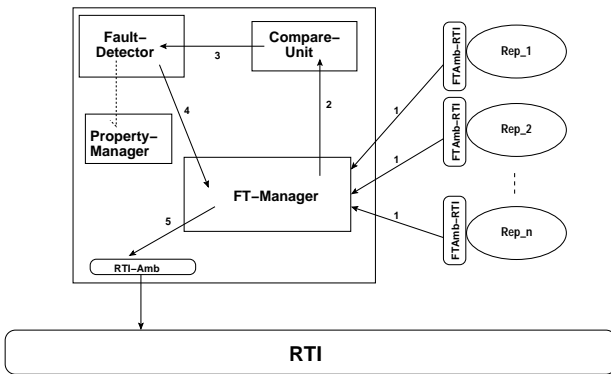 Fault–
Detector
Compare–
Unit
3
2
4
Property–
Manager
FT–Manager
5
RTI–Amb
1
FTAmb–RTI
Rep_1
1
FTAmb–RTI
Rep_2
1
FTAmb–RTI
Rep_n
RTI